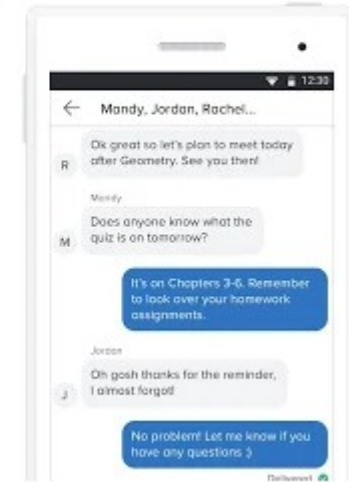 12:30
Mandy, Jordan, Rachel...
Ok great so let's plan to meet today
after Geometry. See you then!
R
Mandy
Does anyone know what the
quiz is on tomorrow?
M
It's on Chapters 3-6. Remember
to look over your homework
assignments.
Jordan
Oh gosh thanks for the reminder,
I almost forgot!
J
No problem! Let me know if you
have any questions :)
Delivered